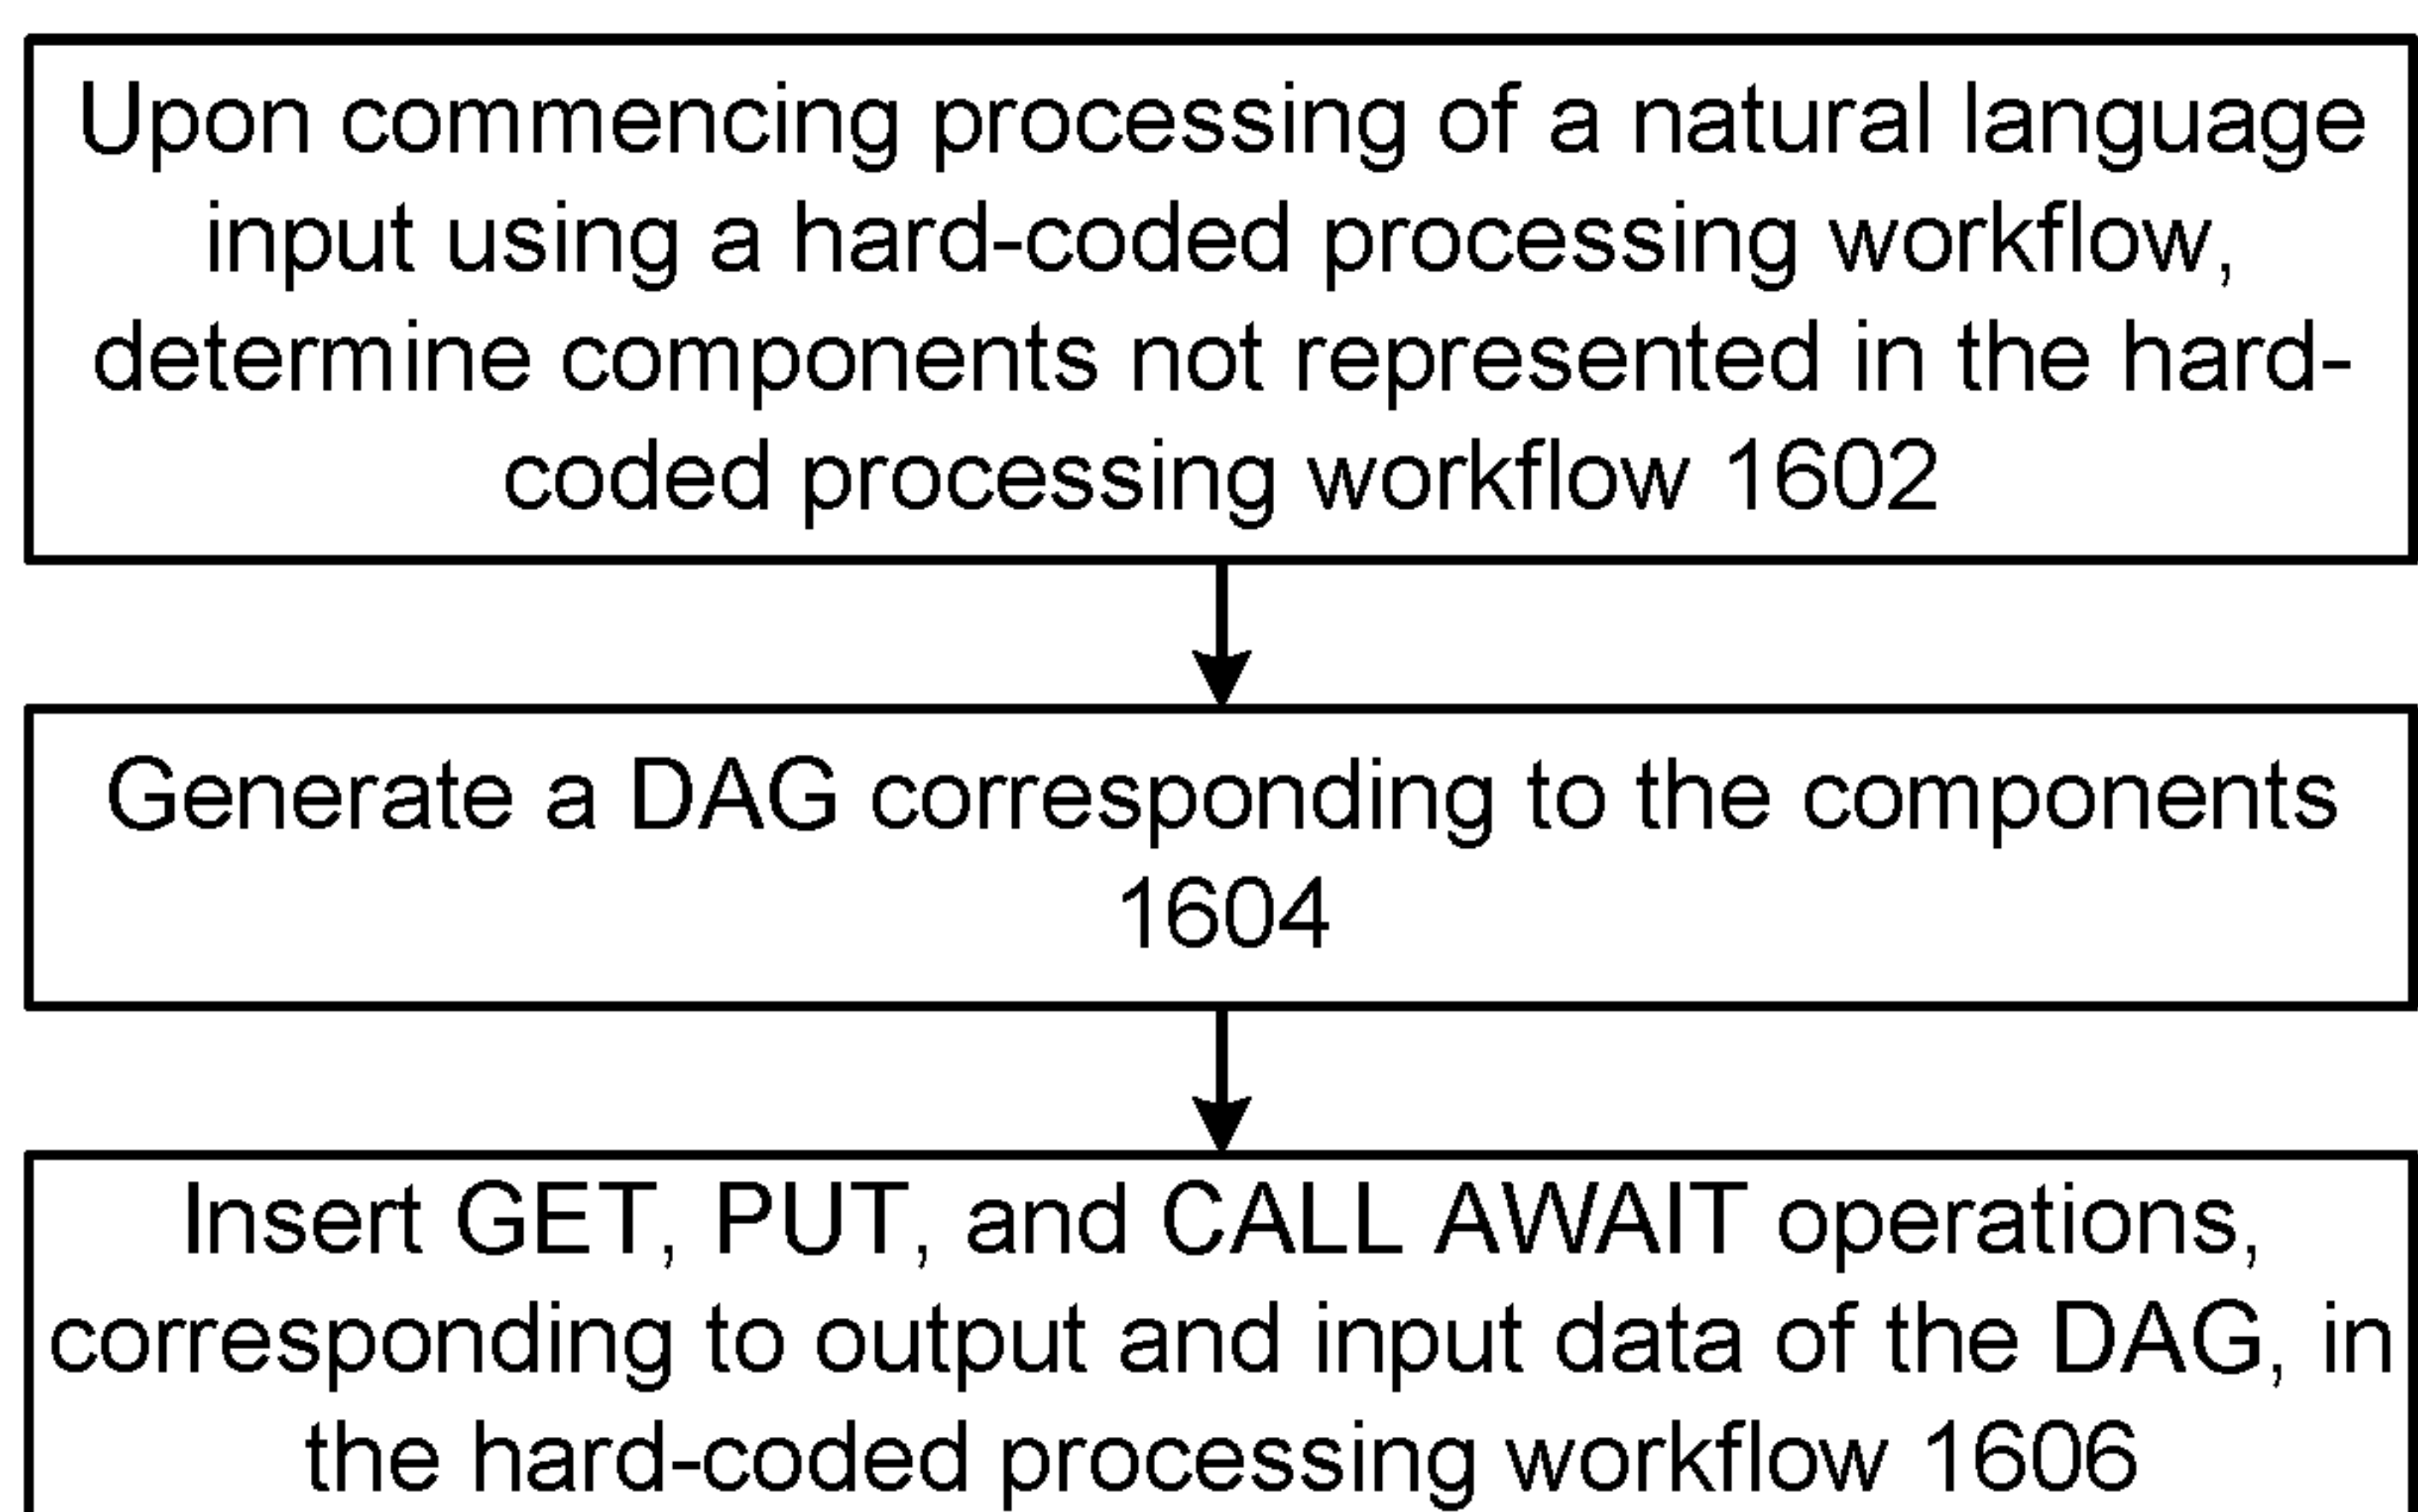 Upon commencing processing of a natural language
input using a hard-coded processing workflow,
determine components not represented in the hard-
coded processing workflow 1602
Generate a DAG corresponding to the components
1604
Insert GET, PUT, and CALL AWAIT operations,
corresponding to output and input data of the DAG, in
the hard-coded processing workflow 1606